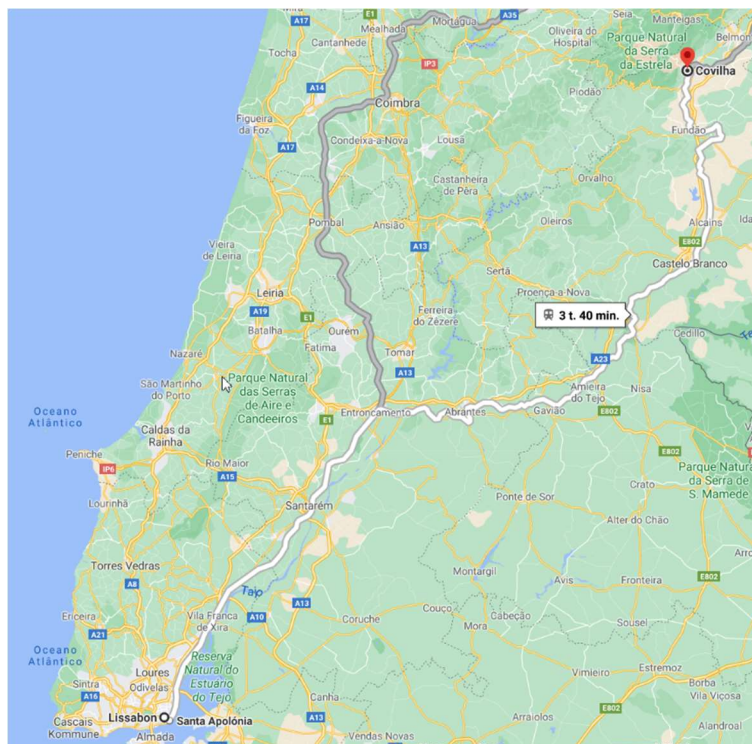 Mira
A17
E1
Mealhada
Mortágua
A35
Seia
Manteigas
Tocha
Cantanhede
Oliveira do
Hospital
Parque Natural
da Serra
da Estrela
Belmon
Covilha
IP3
A14
Coimbra
Piodão
Figueira
da Foz
A17
Condeixa-a-Nova
Lousã
Fundão
Castanheira
de Pêra
Orvalho
Pombal
Ansião
Oleiros
Alcains
Ida
Vieira
de Leiria
A13
E802
Sertã
Castelo Branco
Leiria
Proença-a-Nova
A19
E1
Ferreira
do Zêzere
3 t. 40 min.
Batalha
Ourem
Cedillo
Nazaré
Fatima
Tomar
A23
São Martinho
do Porto
Parque Natural
das Serras
de Aire e
Candeeiros
A13
Amieira
do Tejo
Nisa
Oceano
Atlântico
Entroncamento
Abrantes
Gavião
E802
Caldas da
Rainha
E1
Peniche
IP6
Rio Maior
A15
E802
Parque Natural
da Serra de
S. Mamede
Crato
Lourinhã
Santarém
Ponte de Sor
Alter do Chão
Torres Vedras
Montargil
A8
Tajo
Avis
Fronteira
E802
A13
Ericeira
Vila Franca
de Xira
A10
Coruche
Couço
Cabeção
Mora
Sousel
A21
Oceano
Atlântico
Reserva
Natural do
Estuário
do Tejo
Loures
Odivelas
Vimieiro
Estremoz
Sintra
A16
Borba
Vila Viçosa
Canha
Lissabon
Santa Apolónia
A13
Arraiolos
E802
Cascais
Kommune
Almada
Vendas Novas
Alandroal